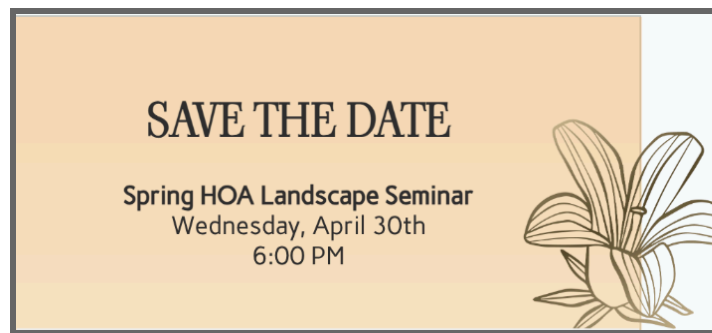 SAVE THE DATE
Spring HOA Landscape Seminar
Wednesday, April 30th
6:00 PM